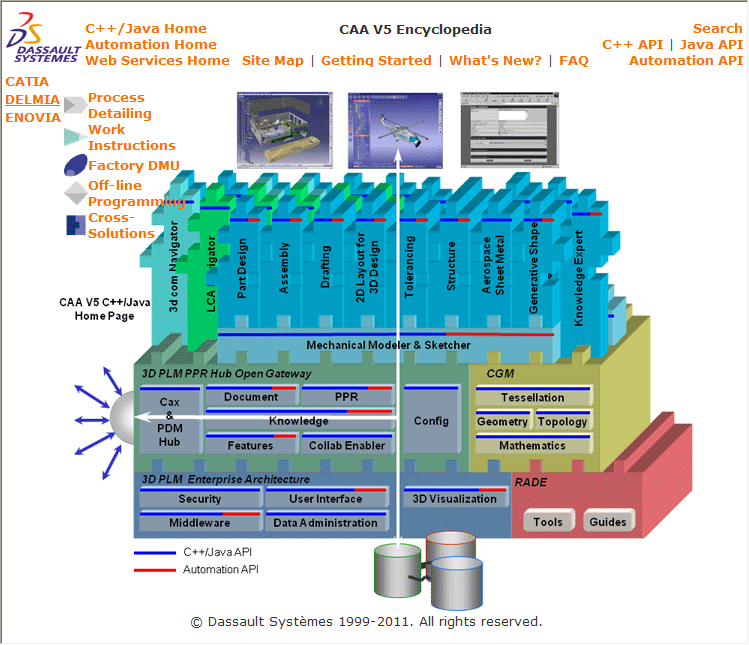 DASSAULT
SYSTEMES
C++/Java Home
Automation Home
Web Services Home
CAA V5 Encyclopedia
Site Map | Getting Started | What's New? | FAQ
Search
C++ API | Java API
Automation API
CATIA
DELMIA
ENOVIA
Process
Detailing
Work
Instructions
Factory DMU
Off-line
Programming
Cross-
Solutions
CAA V5 C++/Java
Home Page
3d com Navigator
Part Design
Assembly
Drafting
2D Layout for
3D Design
Tolerancing
Structure
Aerospace
Sheet Metal
Generative Shape
Knowledge Expert
Mechanical Modeler & Sketcher
3D PLM PPR Hub Open Gateway
Cax
&
PDM
Hub
Document
PPR
Knowledge
Features
Collab Enabler
Config
CGM
Tessellation
Geometry
Topology
Mathematics
3D PLM Enterprise Architecture
Security
User Interface
3D Visualization
Middleware
Data Administration
RADE
Tools
Guides
C++/Java API
Automation API
© Dassault Systèmes 1999-2011. All rights reserved.